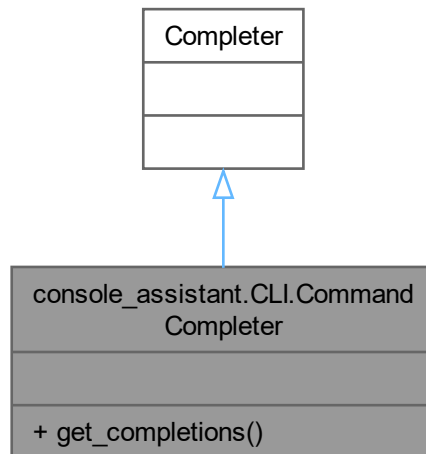 Completer
console_assistant.CLI.Command
Completer
+ get_completions()